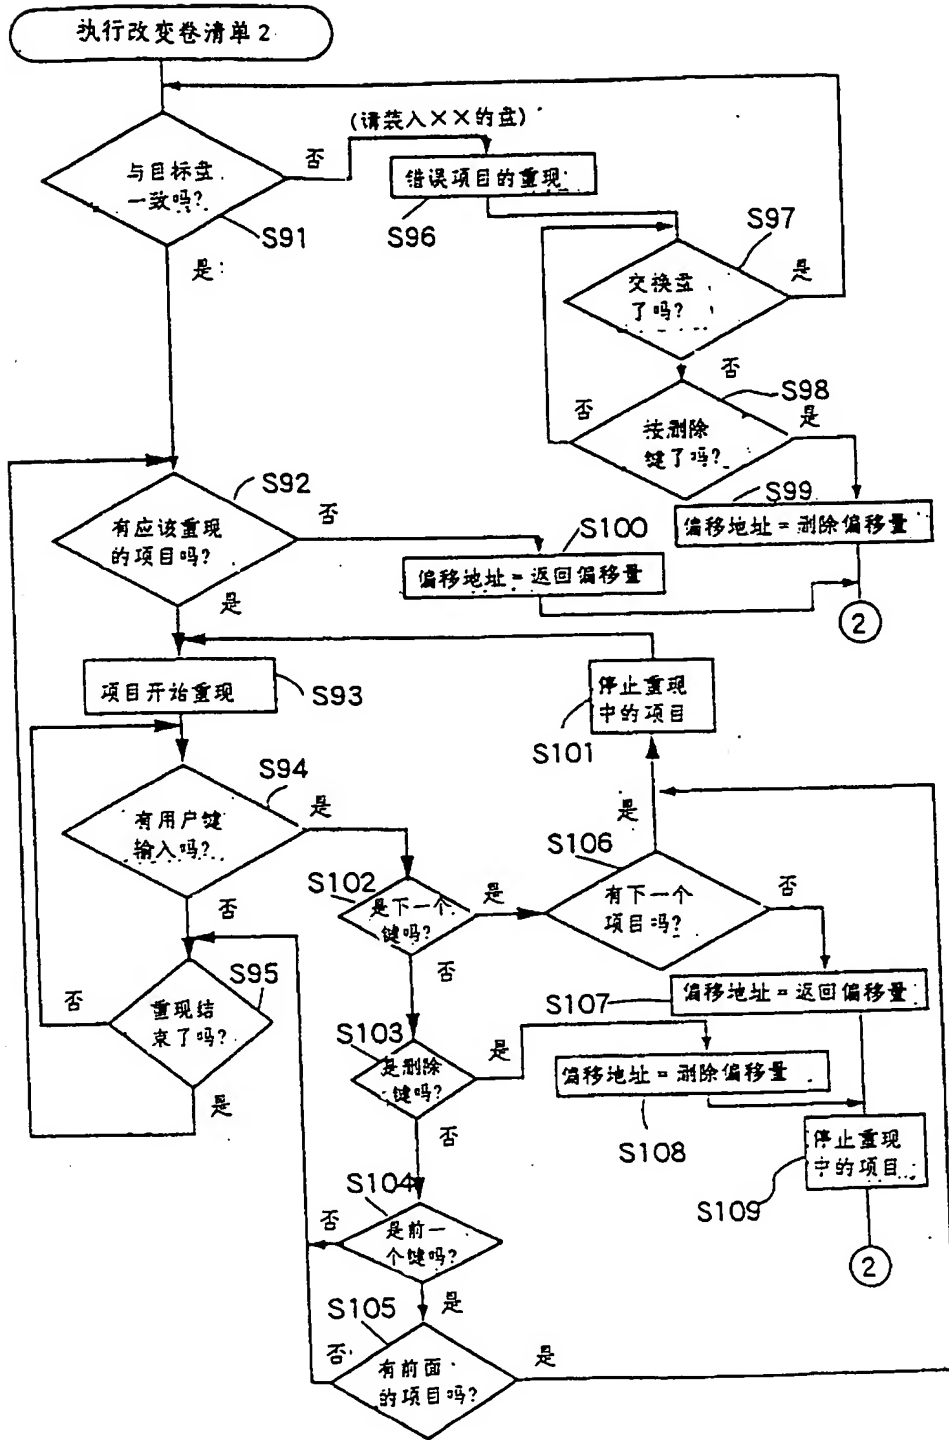 执行改变卷清单2
(请装入××的盘)
与目标盘
一致吗?
否
S91
是
错误项目的重现
S96
S97
交换盘
了吗?
是
否
S98
否
按删除
键了吗?
是
S99
偏移地址=删除偏移量
S92
有应该重现
的项目吗?
否
S100
偏移地址=返回偏移量
是
2
项目开始重现
S93
停止重现
中的项目
S101
S94
有用户键
输入吗?
是
否
S102
是下一个
键吗?
是
否
S106
有下一个
项目吗?
是
否
S95
重现结
束了吗?
否
是
S107
偏移地址=返回偏移量
S103
是删除
键吗?
是
否
偏移地址=删除偏移量
S108
停止重现
中的项目
S109
2
S104
是前一
个键吗?
否
是
S105
有前面
的项目吗?
否
是